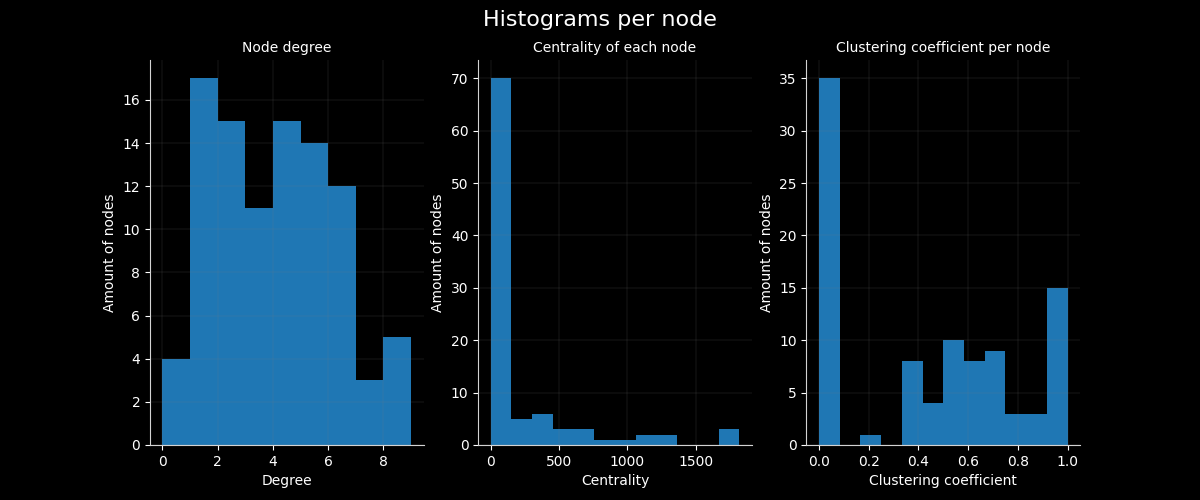 Histograms per node
Node degree
Amount of nodes
16
14
12
10
8
6
4
2
0
0 2 4 6 8
Degree
Centrality of each node
Amount of nodes
70
60
50
40
30
20
10
0
0 500 1000 1500
Centrality
Clustering coefficient per node
Amount of nodes
35
30
25
20
15
10
5
0
0.0 0.2 0.4 0.6 0.8 1.0
Clustering coefficient